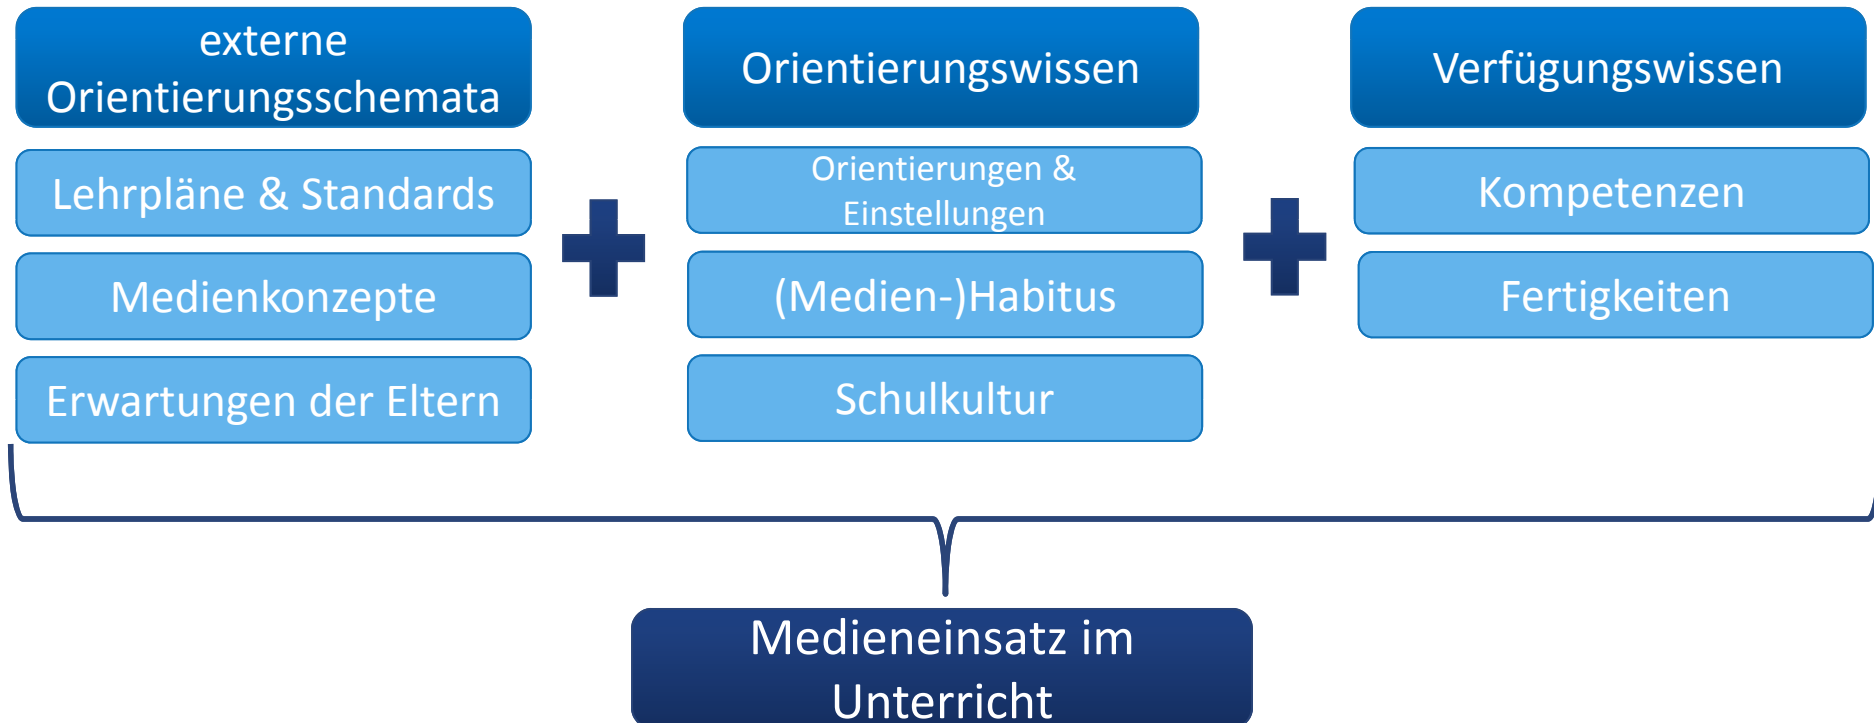 externe
Orientierungsschemata
Lehrpläne & Standards
Medienkonzepte
Erwartungen der Eltern
Orientierungswissen
Orientierungen &
Einstellungen
(Medien-)Habitus
Schulkultur
Verfügungswissen
Kompetenzen
Fertigkeiten
Medieneinsatz im
Unterricht